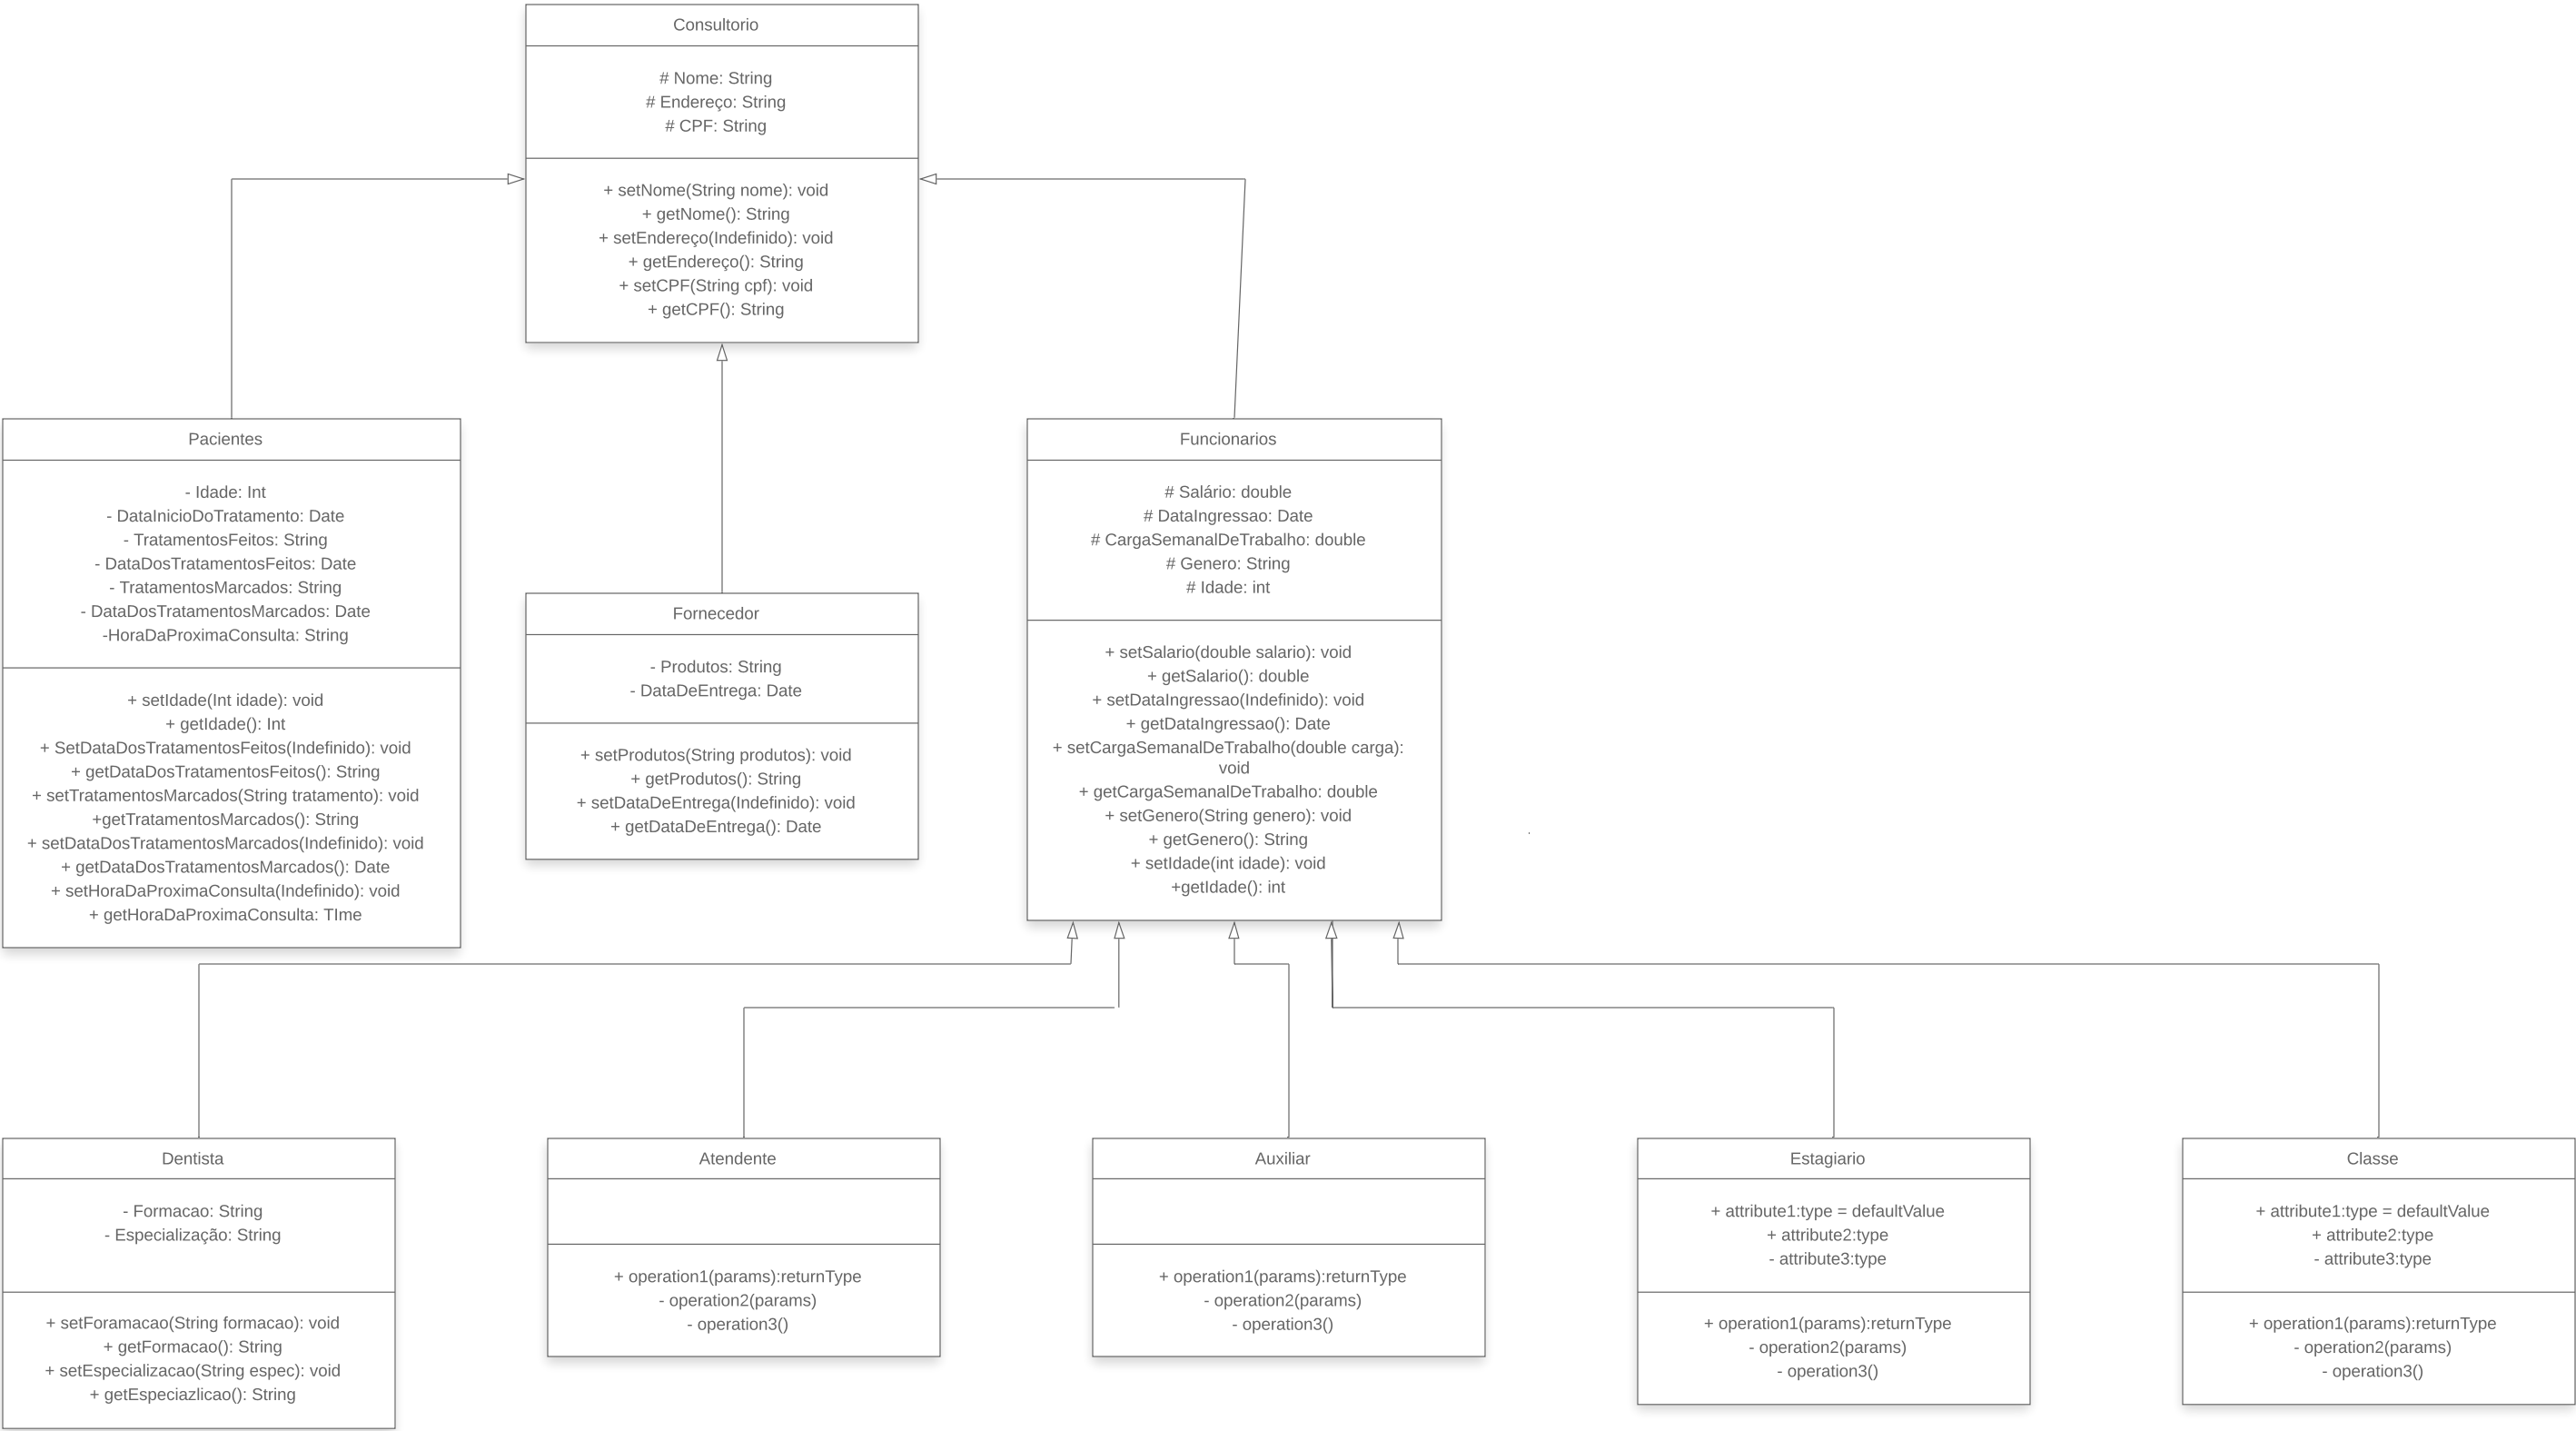 Consultorio
# Nome: String
# Endereço: String
# CPF: String
+ setNome(String nome): void
+ getNome(): String
+ setEndereço(Indefinido): void
+ getEndereço(): String
+ setCPF(String cpf): void
+ getCPF(): String
Pacientes
- Idade: Int
- DataInicioDoTratamento: Date
- TratamentosFeitos: String
- DataDosTratamentosFeitos: Date
- TratamentosMarcados: String
- DataDosTratamentosMarcados: Date
-HoraDaProximaConsulta: String
+ setIdade(Int idade): void
+ getIdade(): Int
+ SetDataDosTratamentosFeitos(Indefinido): void
+ getDataDosTratamentosFeitos(): String
+ setTratamentosMarcados(String tratamento): void
+getTratamentosMarcados(): String
+ setDataDosTratamentosMarcados(Indefinido): void
+ getDataDosTratamentosMarcados(): Date
+ setHoraDaProximaConsulta(Indefinido): void
+ getHoraDaProximaConsulta: TIme
Fornecedor
- Produtos: String
- DataDeEntrega: Date
+ setProdutos(String produtos): void
+ getProdutos(): String
+ setDataDeEntrega(Indefinido): void
+ getDataDeEntrega(): Date
Funcionarios
# Salário: double
# DataIngressao: Date
# CargaSemanalDeTrabalho: double
# Genero: String
# Idade: int
+ setSalario(double salario): void
+ getSalario(): double
+ setDataIngressao(Indefinido): void
+ getDataIngressao(): Date
+ setCargaSemanalDeTrabalho(double carga):
void
+ getCargaSemanalDeTrabalho: double
+ setGenero(String genero): void
+ getGenero(): String
+ setIdade(int idade): void
+getIdade(): int
Dentista
- Formacao: String
- Especialização: String
+ setForamacao(String formacao): void
+ getFormacao(): String
+ setEspecializacao(String espec): void
+ getEspeciazlicao(): String
Atendente
+ operation1(params):returnType
- operation2(params)
- operation3()
Auxiliar
+ operation1(params):returnType
- operation2(params)
- operation3()
Estagiario
+ attribute1:type = defaultValue
+ attribute2:type
- attribute3:type
+ operation1(params):returnType
- operation2(params)
- operation3()
Classe
+ attribute1:type = defaultValue
+ attribute2:type
- attribute3:type
+ operation1(params):returnType
- operation2(params)
- operation3()